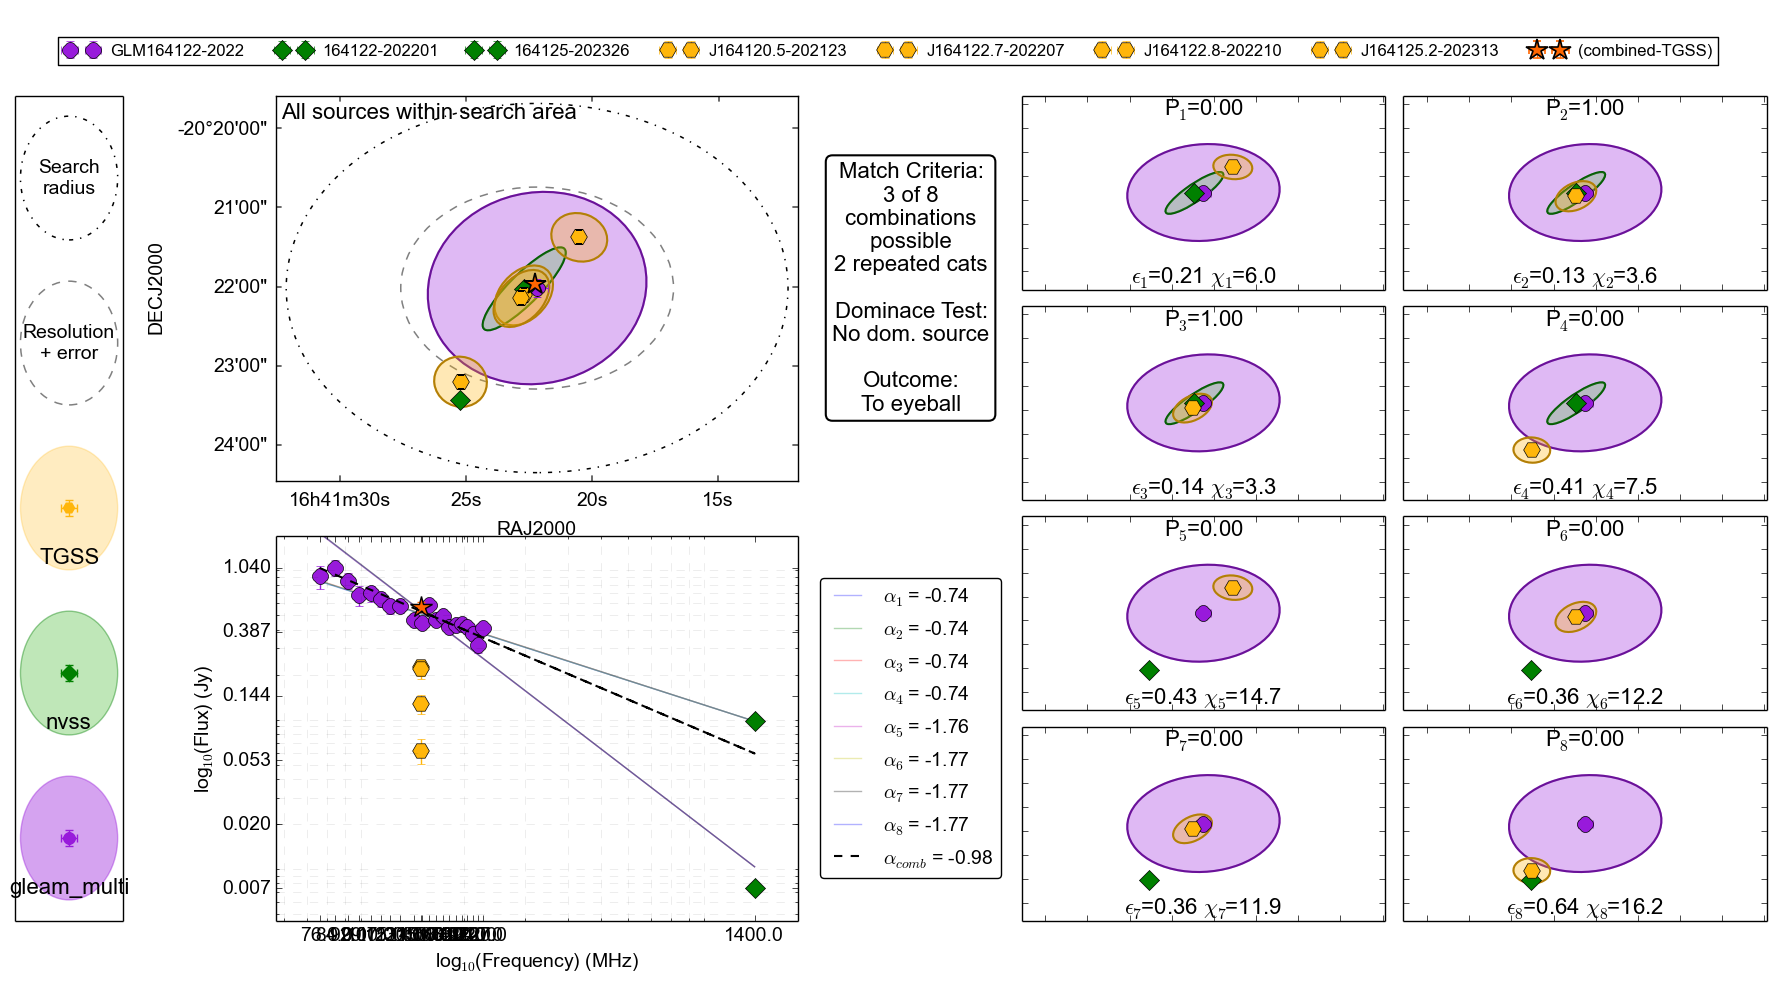 GLM164122-2022 164122-202201 164125-202326 J164120.5-202123 J164122.7-202207 J164122.8-202210 J164125.2-202313 (combined-TGSS)
Search
radius
Resolution
+ error
TGSS
nvss
gleam_multi
All sources within search area
DECJ2000
-20°20'00"
21'00"
22'00"
23'00"
24'00"
16h41m30s 25s 20s 15s
RAJ2000
Match Criteria:
3 of 8
combinations
possible
2 repeated cats
Dominace Test:
No dom. source
Outcome:
To eyeball
log10(Flux) (Jy)
1.040
0.387
0.144
0.053
0.020
0.007
1400.0
log10(Frequency) (MHz)
α1 = -0.74
α2 = -0.74
α3 = -0.74
α4 = -0.74
α5 = -1.76
α6 = -1.77
α7 = -1.77
α8 = -1.77
αcomb = -0.98
P1=0.00
ϵ1=0.21 χ1=6.0
P2=1.00
ϵ2=0.13 χ2=3.6
P3=1.00
ϵ3=0.14 χ3=3.3
P4=0.00
ϵ4=0.41 χ4=7.5
P5=0.00
ϵ5=0.43 χ5=14.7
P6=0.00
ϵ6=0.36 χ6=12.2
P7=0.00
ϵ7=0.36 χ7=11.9
P8=0.00
ϵ8=0.64 χ8=16.2